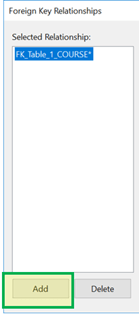 Foreign Key Relationships
Selected Relationship:
FK_Table_1_COURSE*
Add
Delete